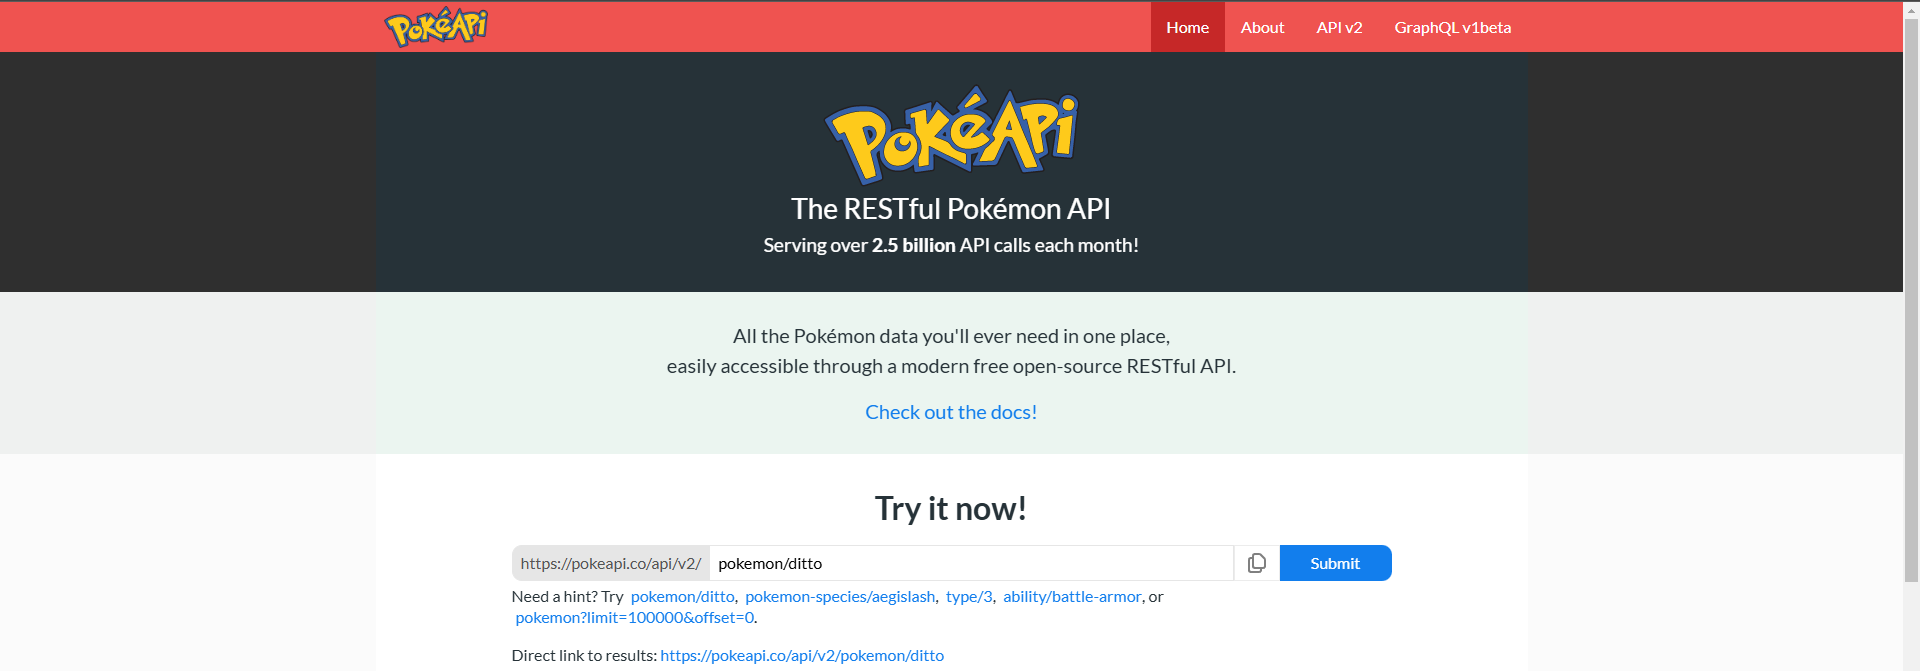 PokéAPi Home About API v2 GraphQL v1beta
PokéAPi
The RESTful Pokémon API
Serving over 2.5 billion API calls each month!
All the Pokémon data you'll ever need in one place,
easily accessible through a modern free open-source RESTful API.
Check out the docs!
Try it now!
https://pokeapi.co/api/v2/ pokemon/ditto Submit
Need a hint? Try pokemon/ditto, pokemon-species/aegislash, type/3, ability/battle-armor, or
pokemon?limit=100000&offset=0.
Direct link to results: https://pokeapi.co/api/v2/pokemon/ditto